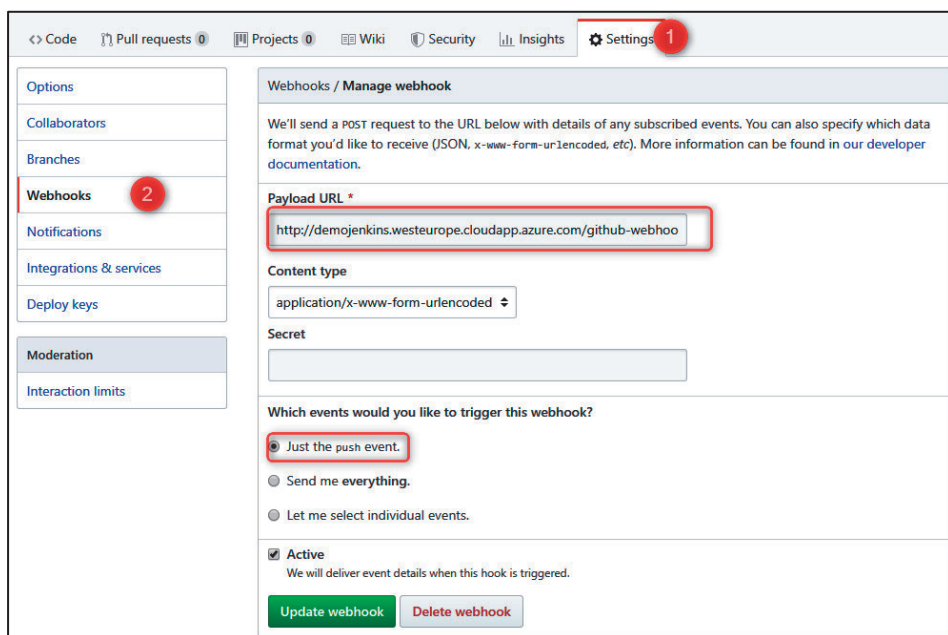 Code Pull requests 0 Projects 0 Wiki Security Insights Settings 1
Options
Collaborators
Branches
Webhooks 2
Notifications
Integrations & services
Deploy keys
Moderation
Interaction limits
Webhooks / Manage webhook
We'll send a POST request to the URL below with details of any subscribed events. You can also specify which data
format you'd like to receive (JSON, x-www-form-urlencoded, etc). More information can be found in our developer
documentation.
Payload URL *
http://demojenkins.westeurope.cloudapp.azure.com/github-webhoo
Content type
application/x-www-form-urlencoded
Secret
Which events would you like to trigger this webhook?
Just the push event.
Send me everything.
Let me select individual events.
Active
We will deliver event details when this hook is triggered.
Update webhook Delete webhook